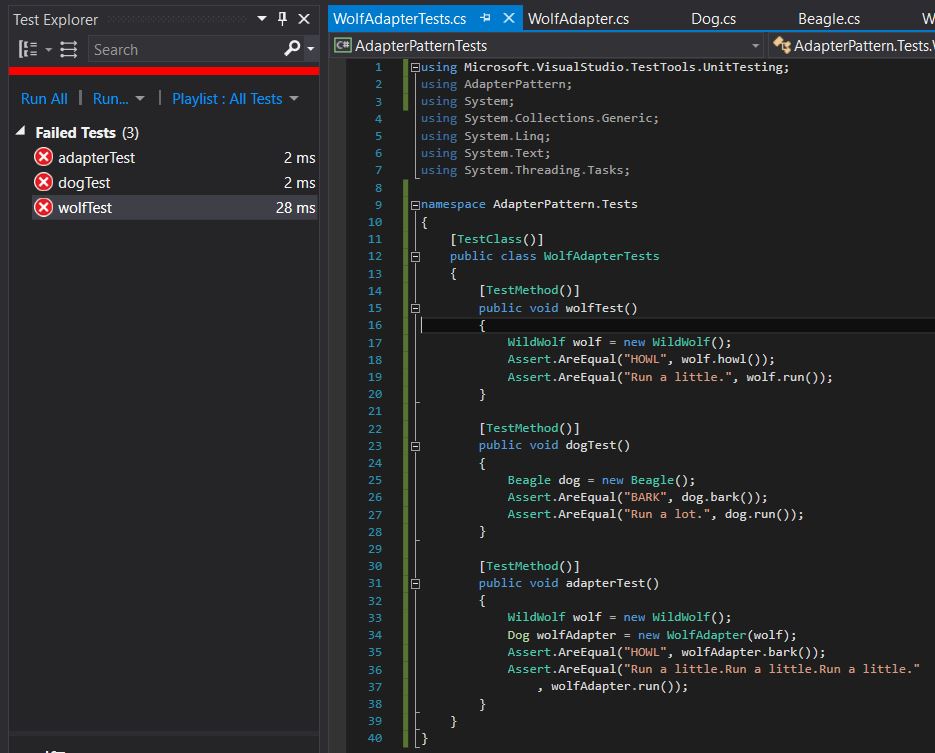 Test Explorer
Search
Run All | Run... | Playlist : All Tests
Failed Tests (3)
adapterTest 2 ms
dogTest 2 ms
wolfTest 28 ms
WolfAdapterTests.cs WolfAdapter.cs Dog.cs Beagle.cs
C# AdapterPatternTests AdapterPattern.Tests.
1 using Microsoft.VisualStudio.TestTools.UnitTesting;
2 using AdapterPattern;
3 using System;
4 using System.Collections.Generic;
5 using System.Linq;
6 using System.Text;
7 using System.Threading.Tasks;
8
9 namespace AdapterPattern.Tests
10 {
11 [TestClass()]
12 public class WolfAdapterTests
13 {
14 [TestMethod()]
15 public void wolfTest()
16 {
17 WildWolf wolf = new WildWolf();
18 Assert.AreEqual("HOWL", wolf.howl());
19 Assert.AreEqual("Run a little.", wolf.run());
20 }
21
22 [TestMethod()]
23 public void dogTest()
24 {
25 Beagle dog = new Beagle();
26 Assert.AreEqual("BARK", dog.bark());
27 Assert.AreEqual("Run a lot.", dog.run());
28 }
29
30 [TestMethod()]
31 public void adapterTest()
32 {
33 WildWolf wolf = new WildWolf();
34 Dog wolfAdapter = new WolfAdapter(wolf);
35 Assert.AreEqual("HOWL", wolfAdapter.bark());
36 Assert.AreEqual("Run a little.Run a little.Run a little."
37 , wolfAdapter.run());
38 }
39 }
40 }